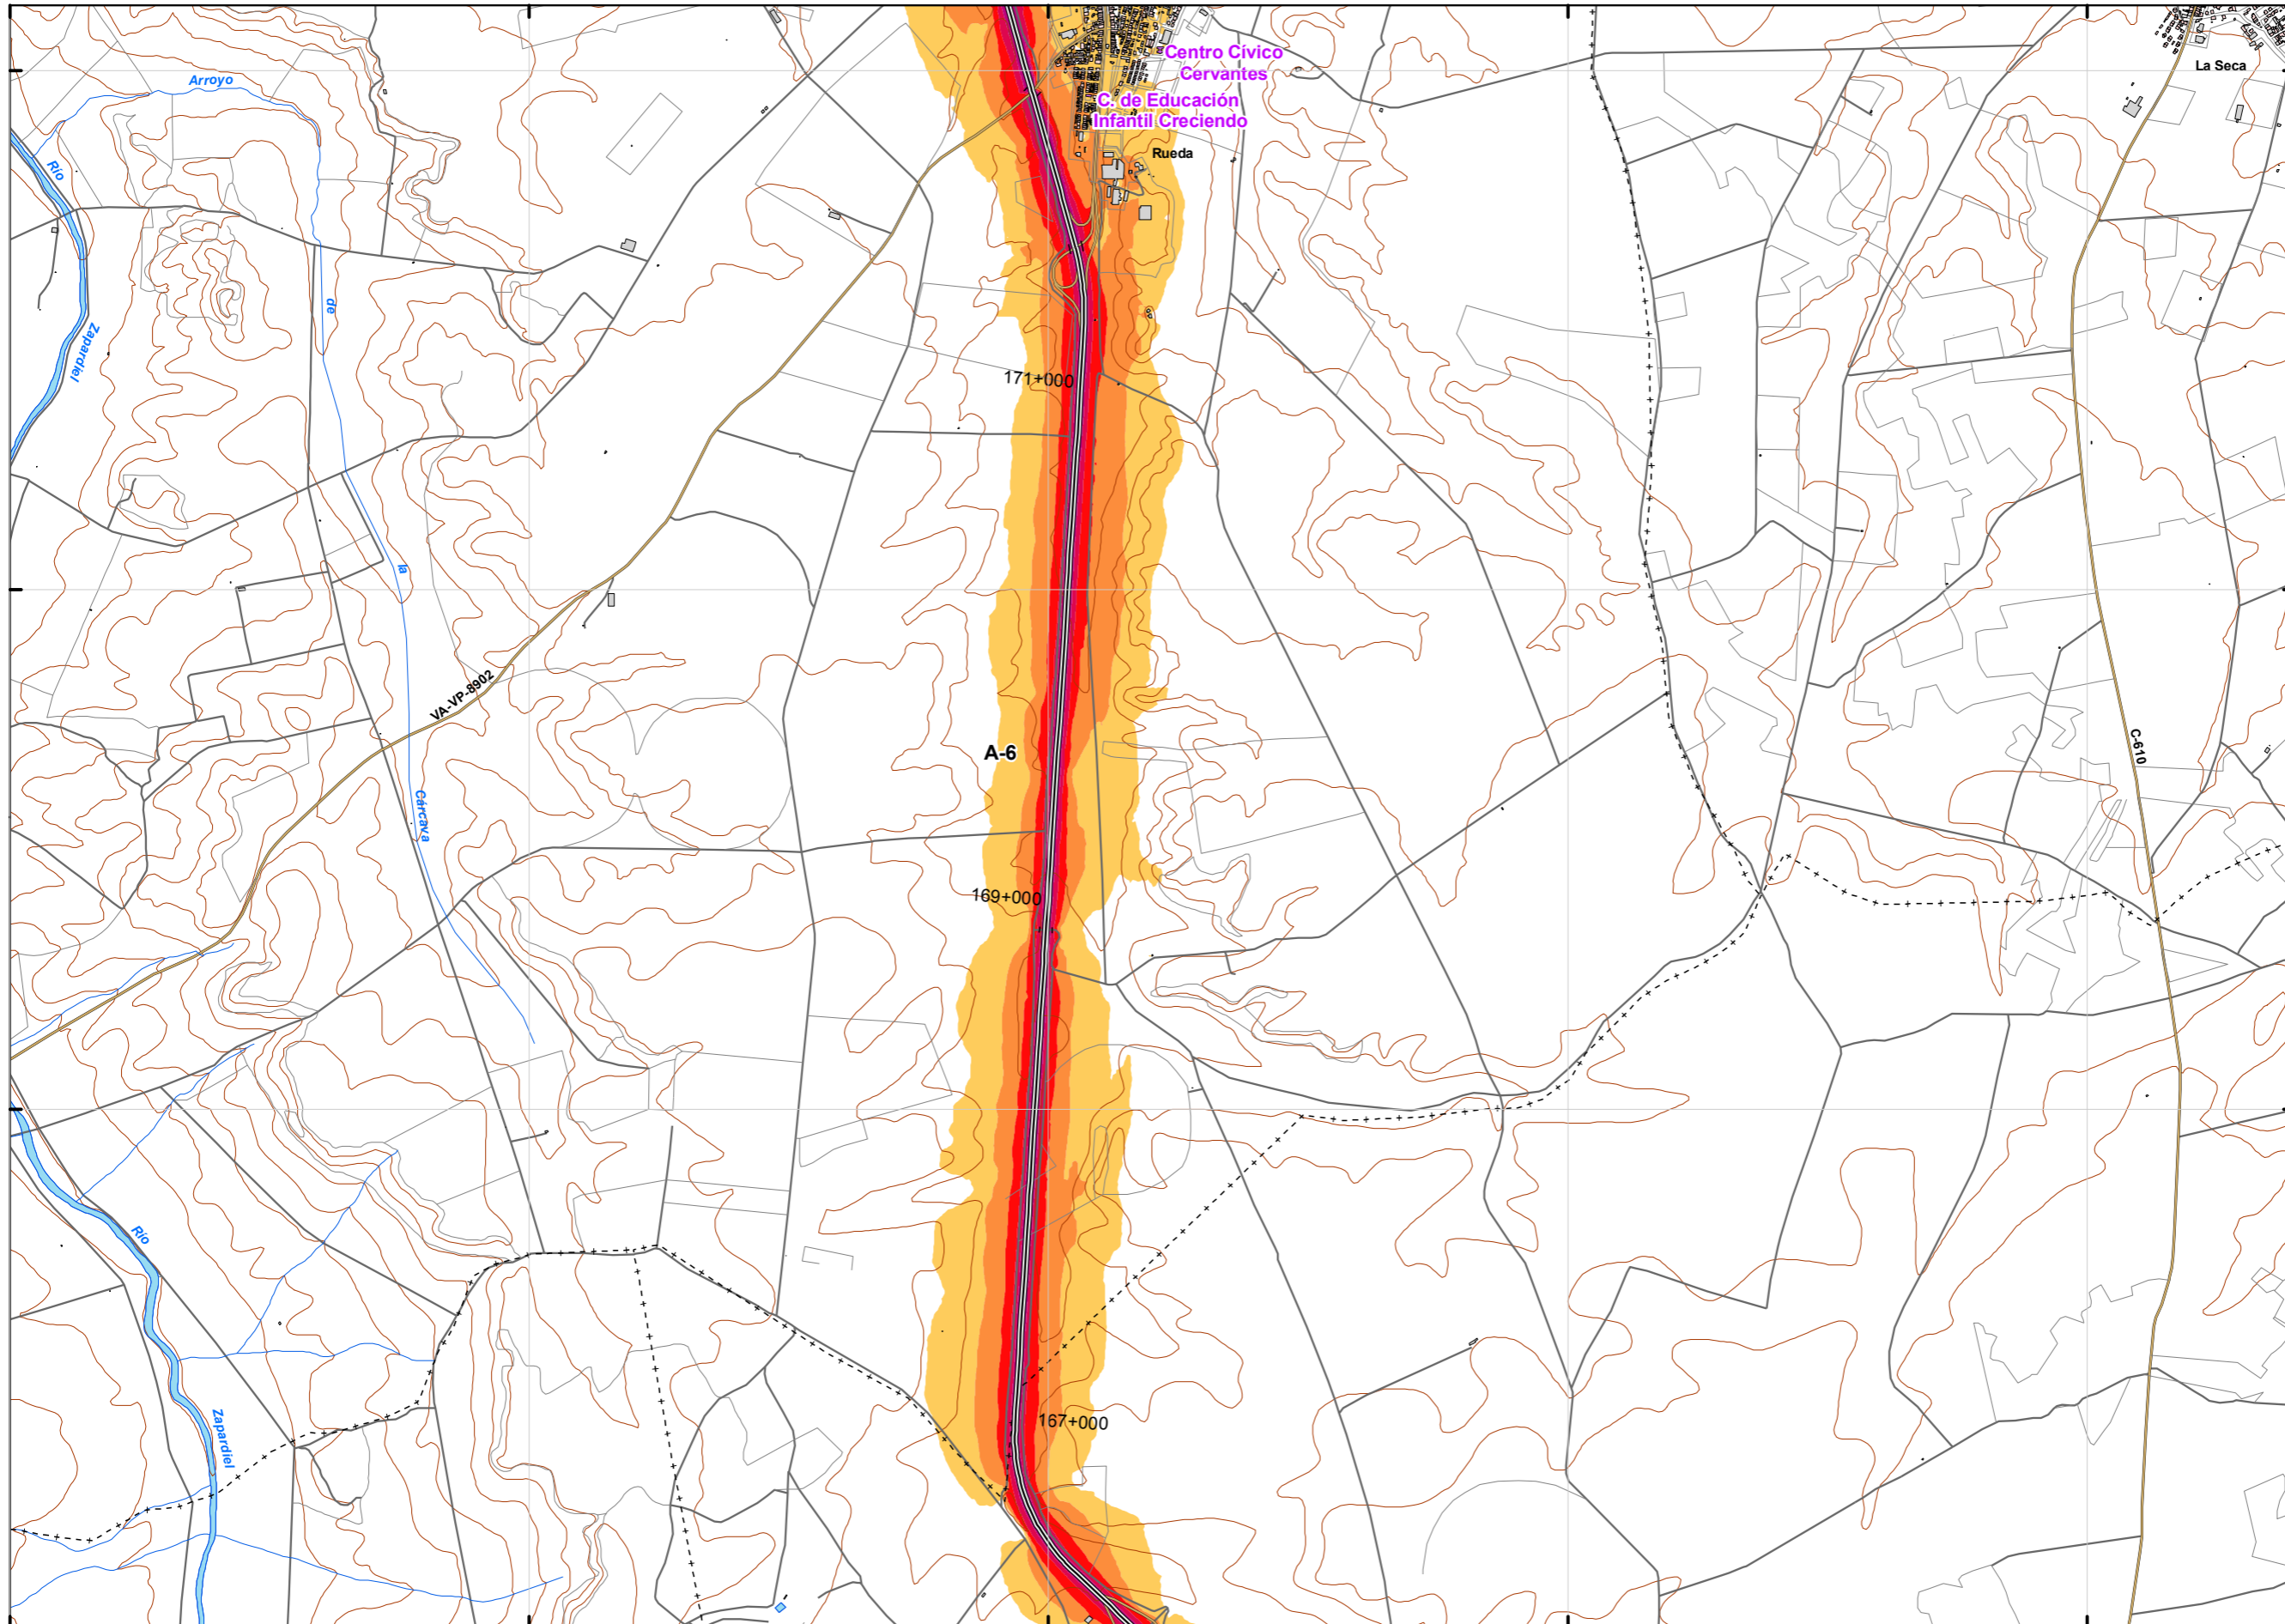 Centro Cívico
Cervantes
La Seca
Arroyo
C. de Educación
Infantil Creciendo
Rueda
Río
de
Zapardiel
171+000
la
VA-VP-8902
A-6
C-610
Cárcava
169+000
Río
Zapardiel
167+000